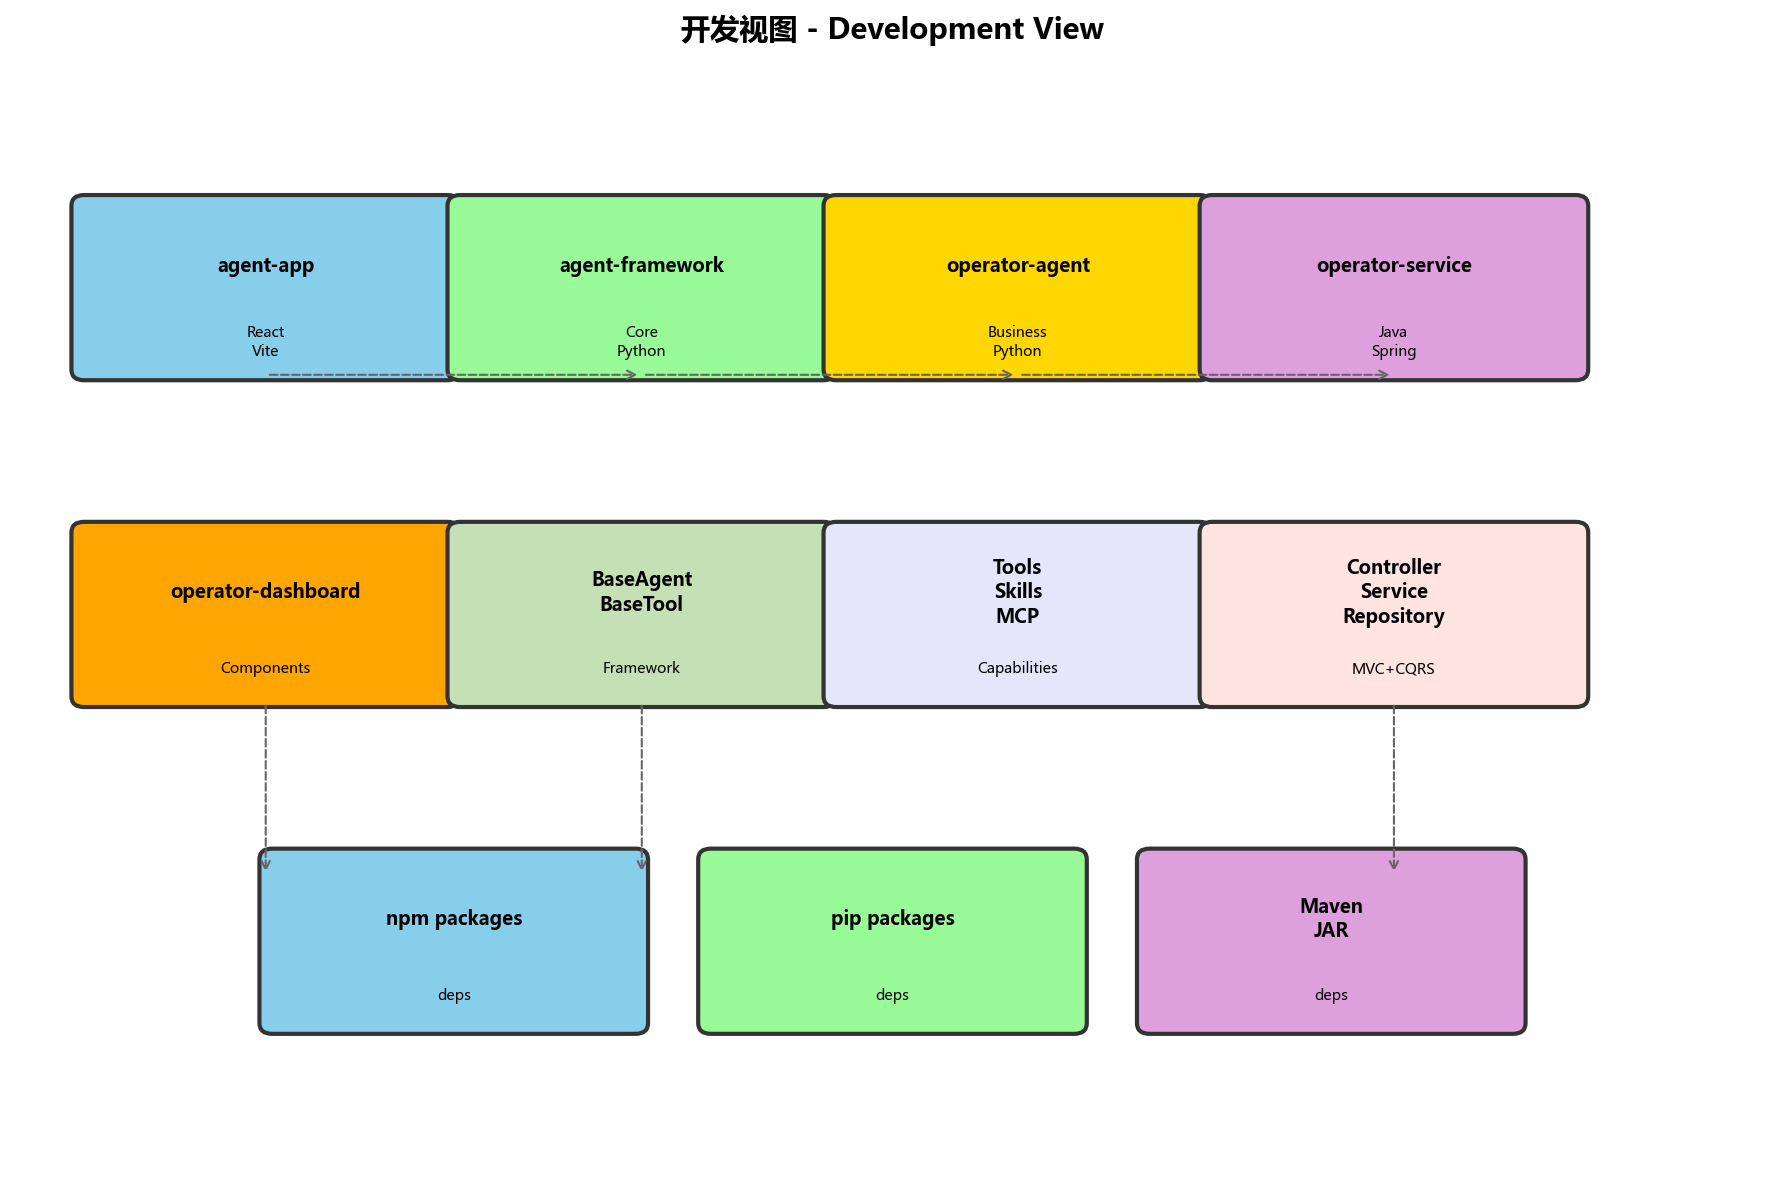 开发视图 - Development View
agent-app
React
Vite
agent-framework
Core
Python
operator-agent
Business
Python
operator-service
Java
Spring
operator-dashboard
Components
BaseAgent
BaseTool
Framework
Tools
Skills
MCP
Capabilities
Controller
Service
Repository
MVC+CQRS
npm packages
deps
pip packages
deps
Maven
JAR
deps